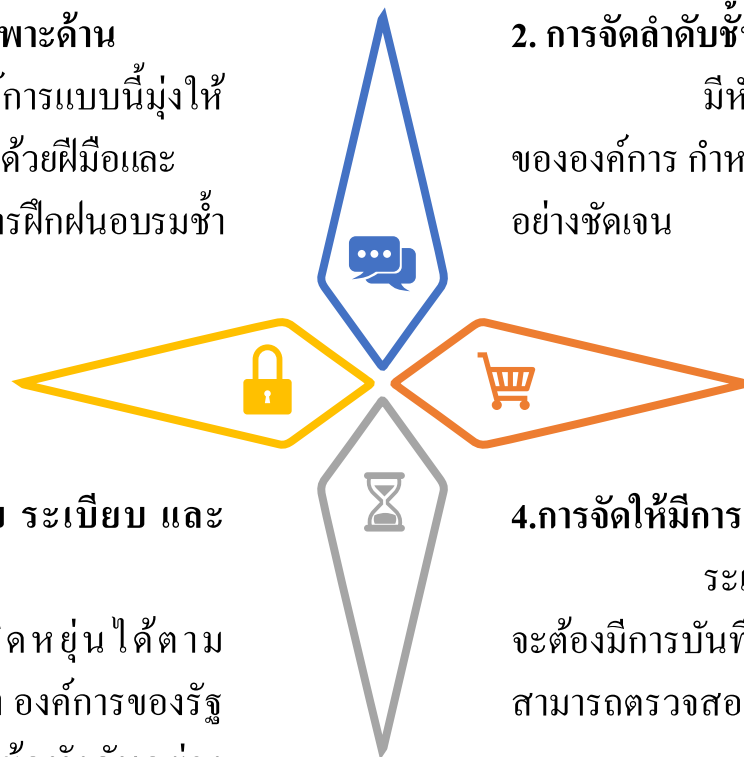 พาะด้าน
การแบบนี้มุ่งให้
ด้วยฝีมือและ
ารฝึกฝนอบรมซ้ำ
2. การจัดลำดับชั้น
มีหั
ขององค์การ กำห
อย่างชัดเจน
ระเบียบ และ
ดหยุ่นได้ตาม
องค์การของรัฐ
4.การจัดให้มีการ
ระเ
จะต้องมีการบันทึ
สามารถตรวจสอ